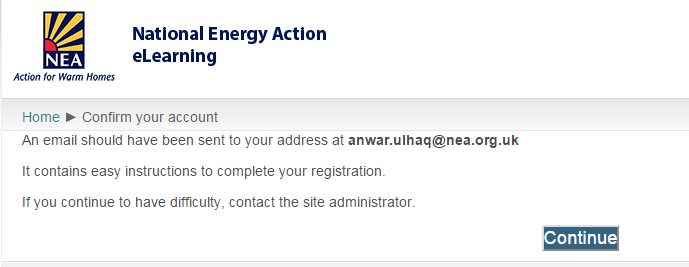 NEA
Action for Warm Homes
National Energy Action
eLearning
Home ► Confirm your account
An email should have been sent to your address at anwar.ulhaq@nea.org.uk
It contains easy instructions to complete your registration.
If you continue to have difficulty, contact the site administrator.
Continue